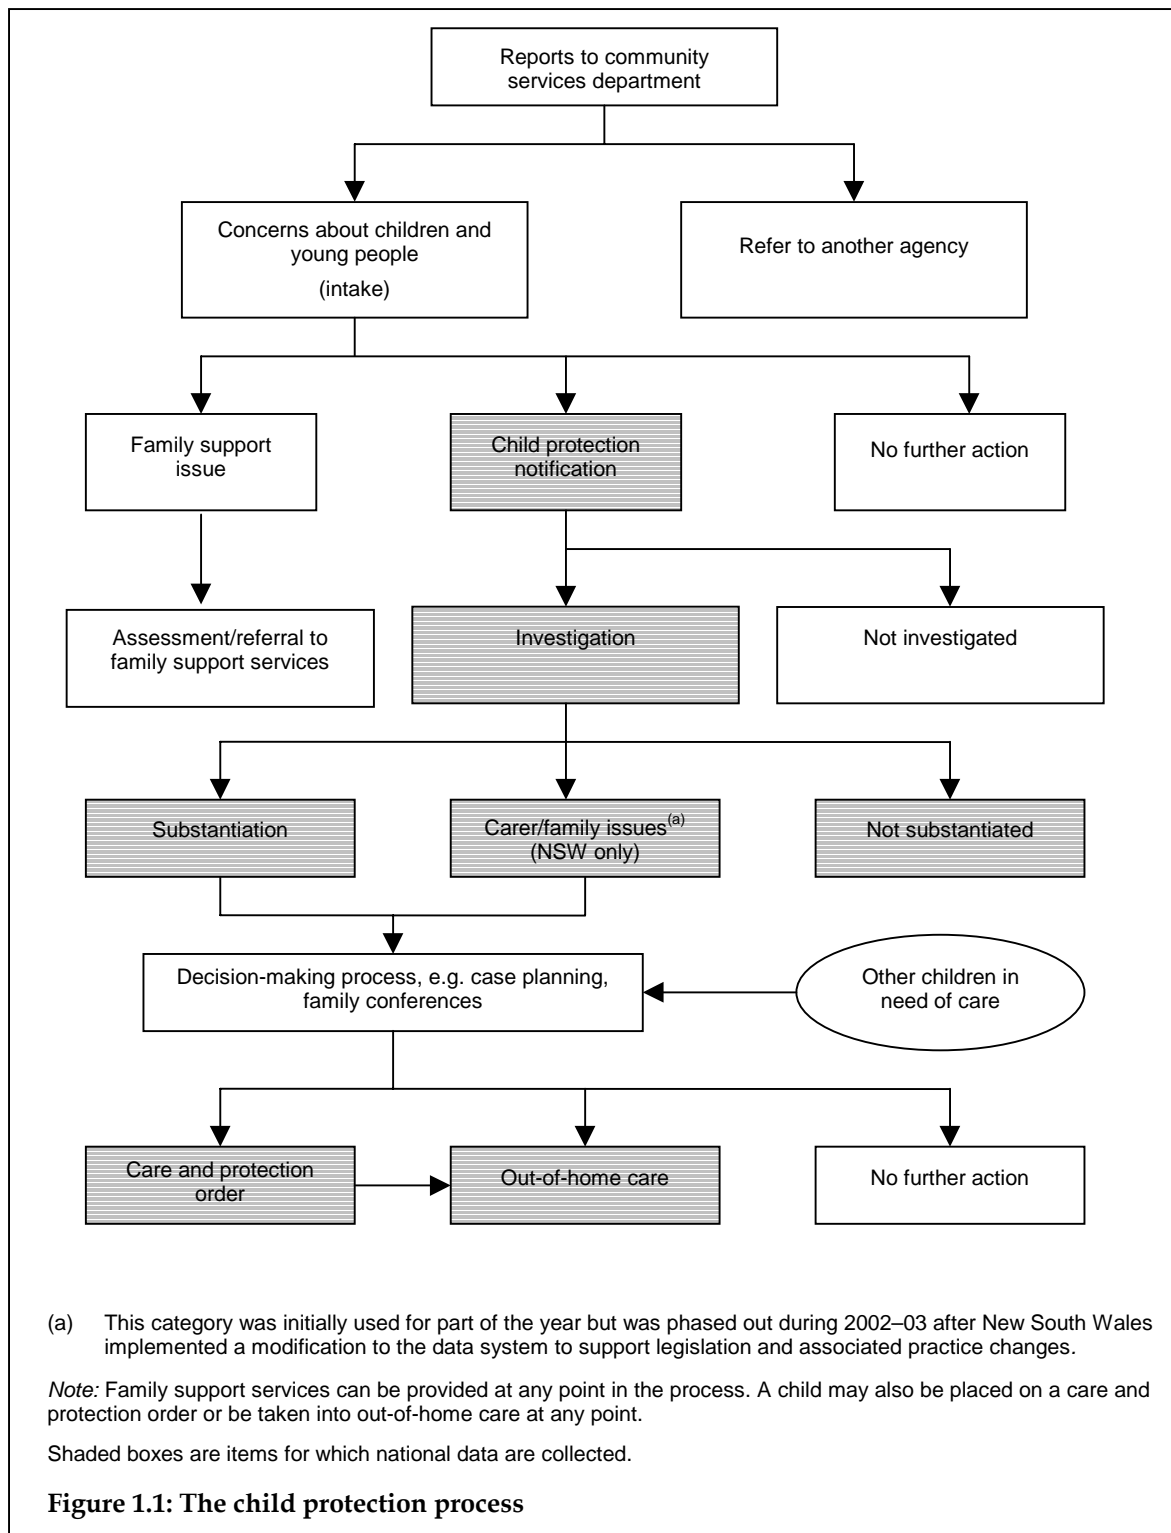 Reports to community
services department
Concerns about children and
young people
(intake)
Refer to another agency
Family support
issue
Child protection
notification
No further action
Assessment/referral to
family support services
Investigation
Not investigated
Substantiation
Carer/family issues(a)
(NSW only)
Not substantiated
Decision-making process, e.g. case planning,
family conferences
Other children in
need of care
Care and protection
order
Out-of-home care
No further action
(a) This category was initially used for part of the year but was phased out during 2002–03 after New South Wales
implemented a modification to the data system to support legislation and associated practice changes.
Note: Family support services can be provided at any point in the process. A child may also be placed on a care and
protection order or be taken into out-of-home care at any point.
Shaded boxes are items for which national data are collected.
Figure 1.1: The child protection process